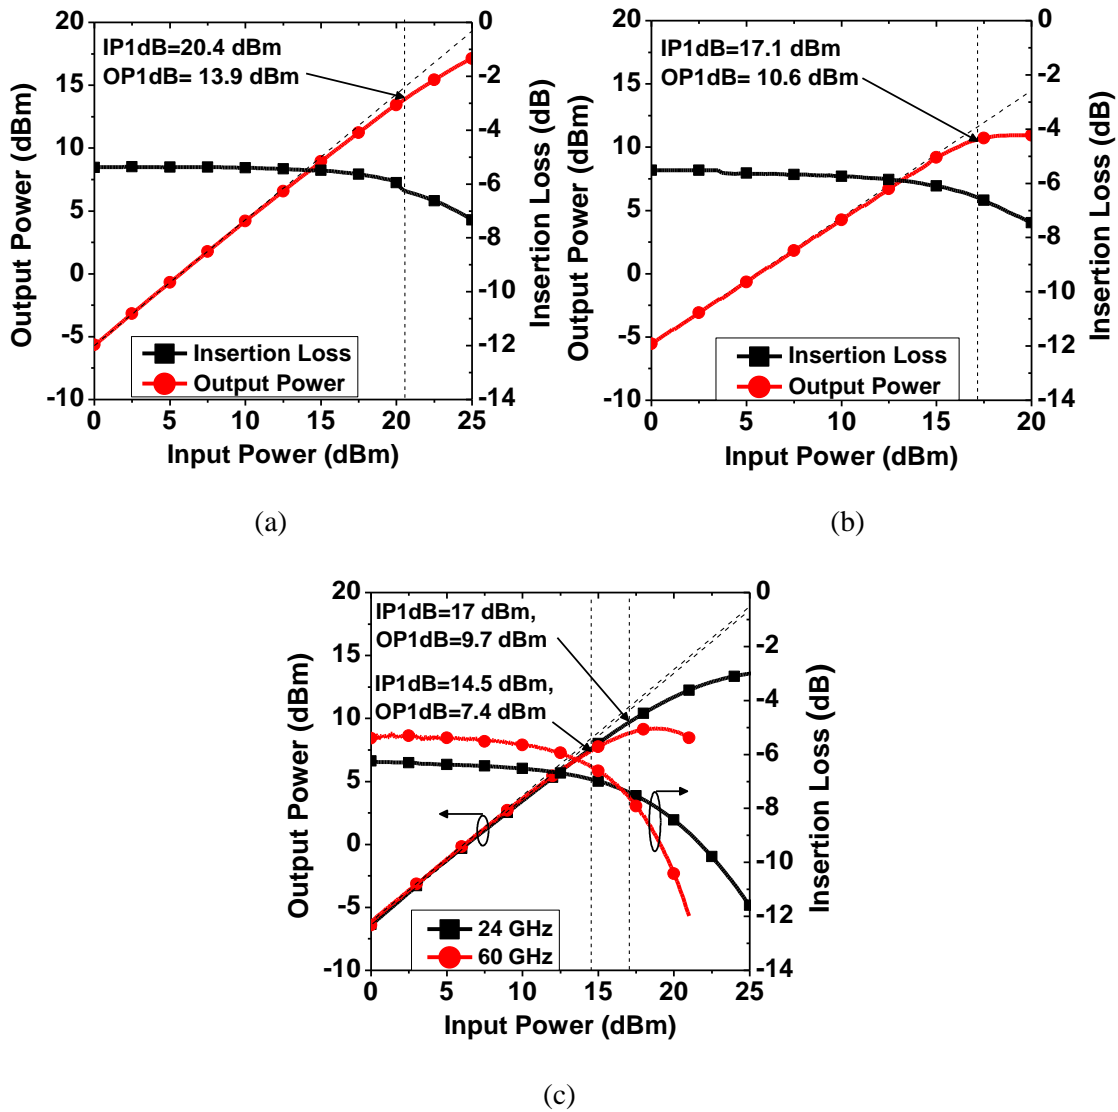 IP1dB=20.4 dBm
OP1dB= 13.9 dBm
Output Power (dBm)
20
15
10
5
0
-5
-10
0
-2
-4
-6
-8
-10
-12
-14
Insertion Loss (dB)
Insertion Loss
Output Power
0 5 10 15 20 25
Input Power (dBm)
(a)
IP1dB=17.1 dBm
OP1dB= 10.6 dBm
Output Power (dBm)
20
15
10
5
0
-5
-10
0
-2
-4
-6
-8
-10
-12
-14
Insertion Loss (dB)
Insertion Loss
Output Power
0 5 10 15 20
Input Power (dBm)
(b)
IP1dB=17 dBm,
OP1dB=9.7 dBm
IP1dB=14.5 dBm,
OP1dB=7.4 dBm
Output Power (dBm)
20
15
10
5
0
-5
-10
0
-2
-4
-6
-8
-10
-12
-14
Insertion Loss (dB)
24 GHz
60 GHz
0 5 10 15 20 25
Input Power (dBm)
(c)